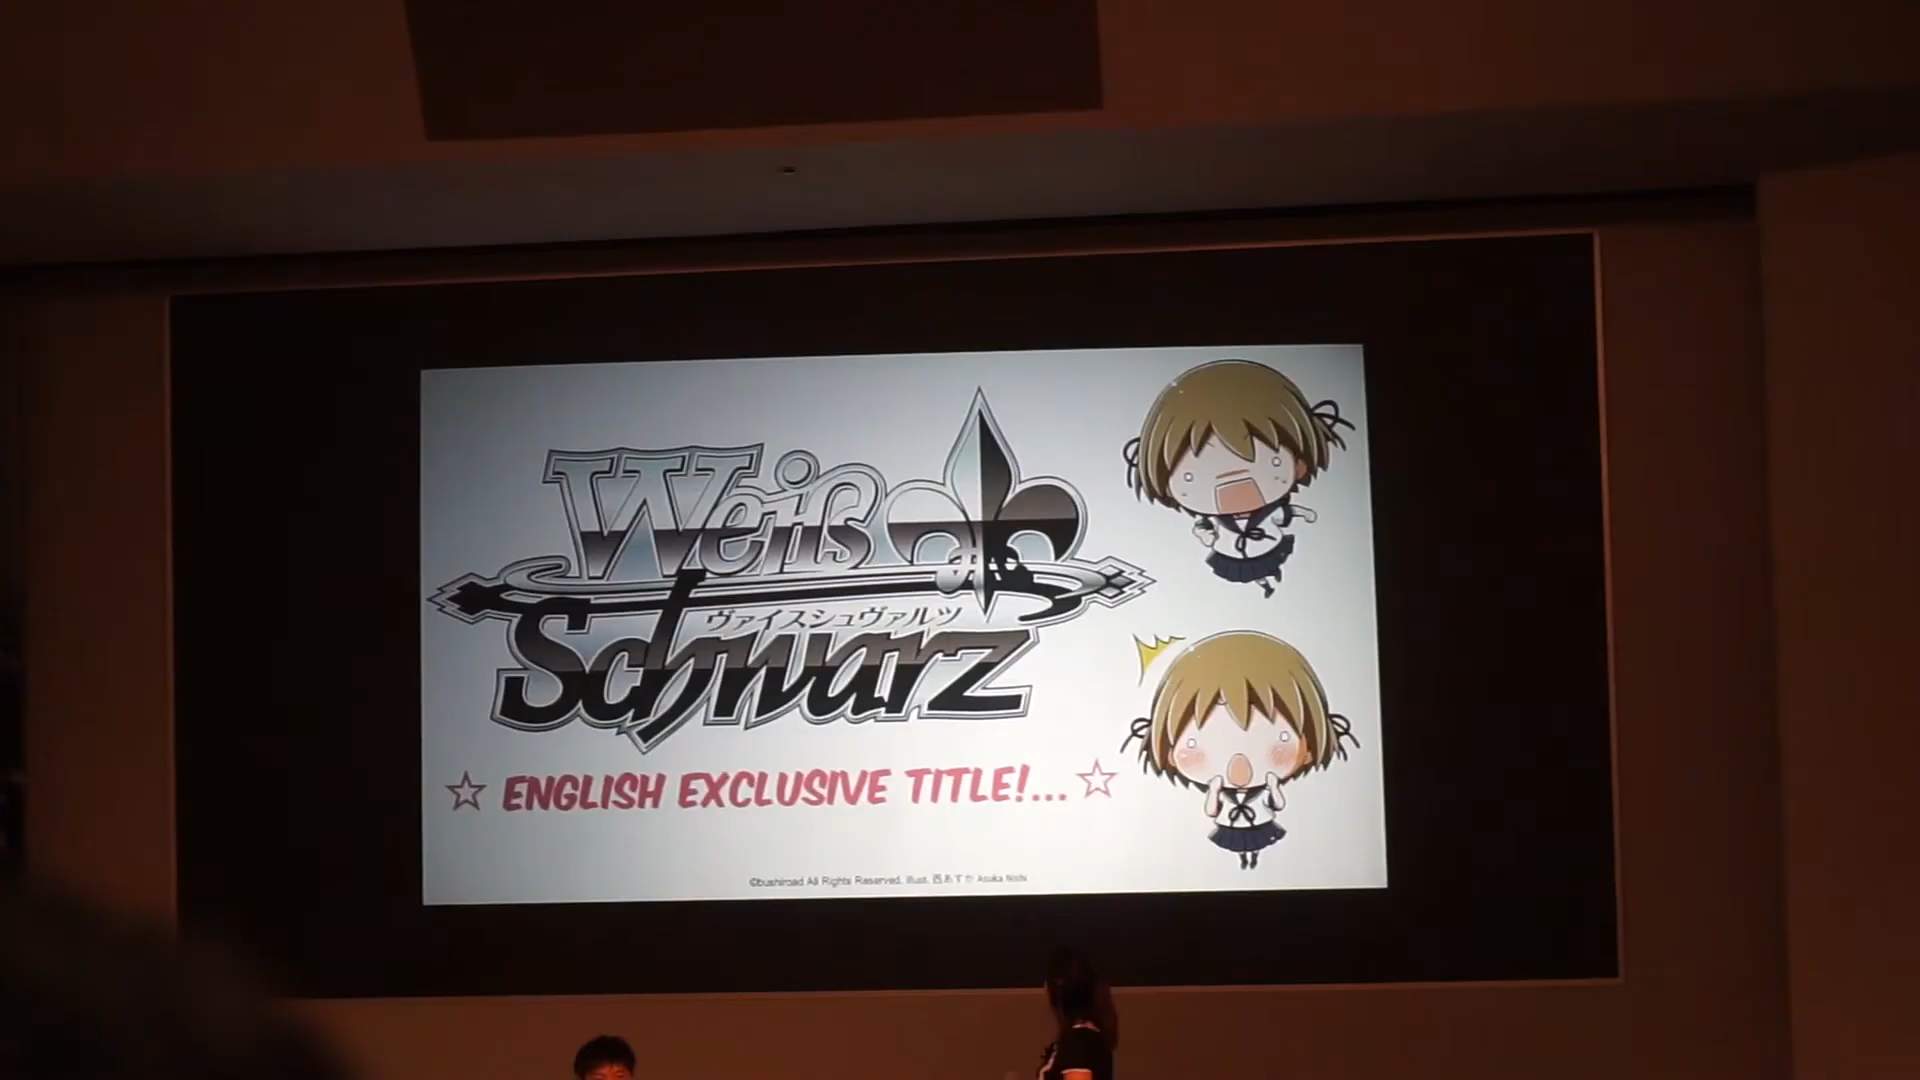 Weiß
ヴァイスシュヴァルツ
Schwarz
☆ ENGLISH EXCLUSIVE TITLE!... ☆
©bushiroad All Rights Reserved. illust. 西あすか Asuka Nishi